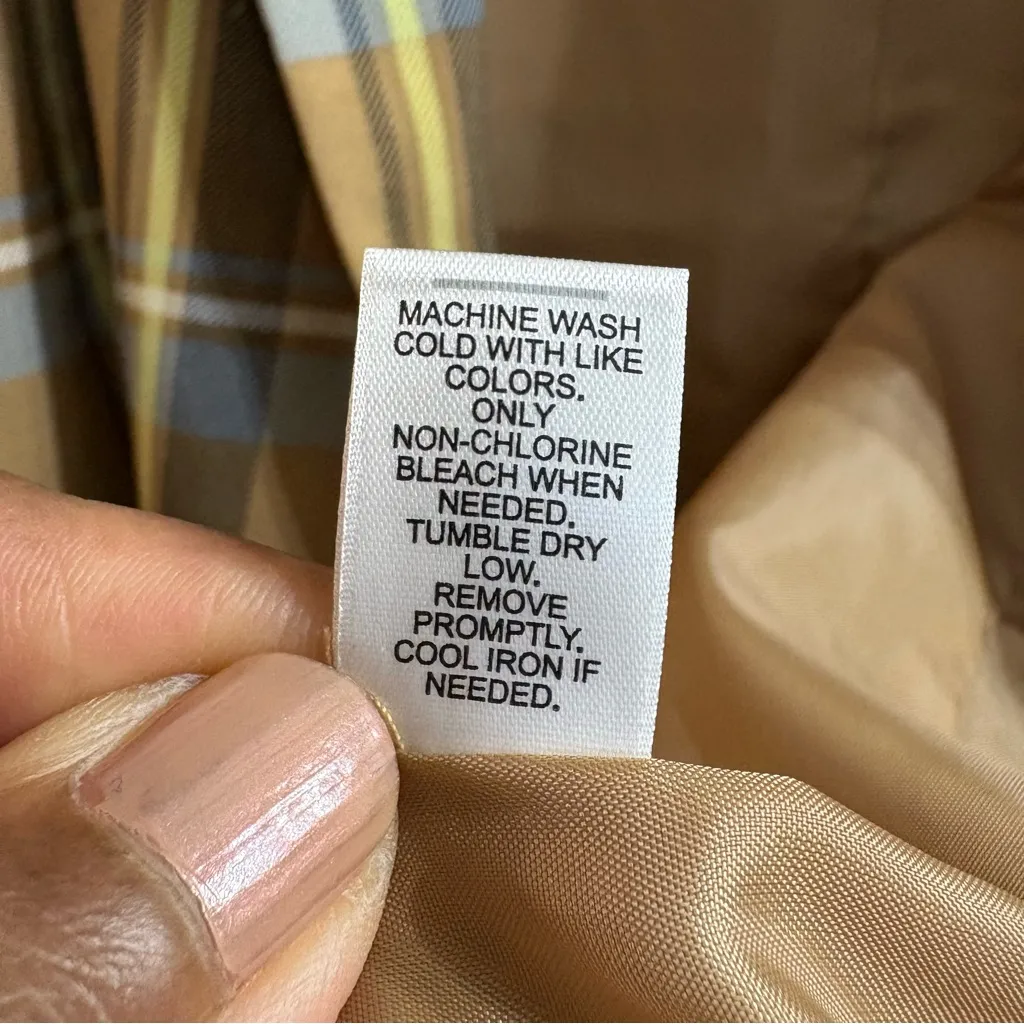 MACHINE WASH
COLD WITH LIKE
COLORS.
ONLY
NON-CHLORINE
BLEACH WHEN
NEEDED.
TUMBLE DRY
LOW.
REMOVE
PROMPTLY.
COOL IRON IF
NEEDED.